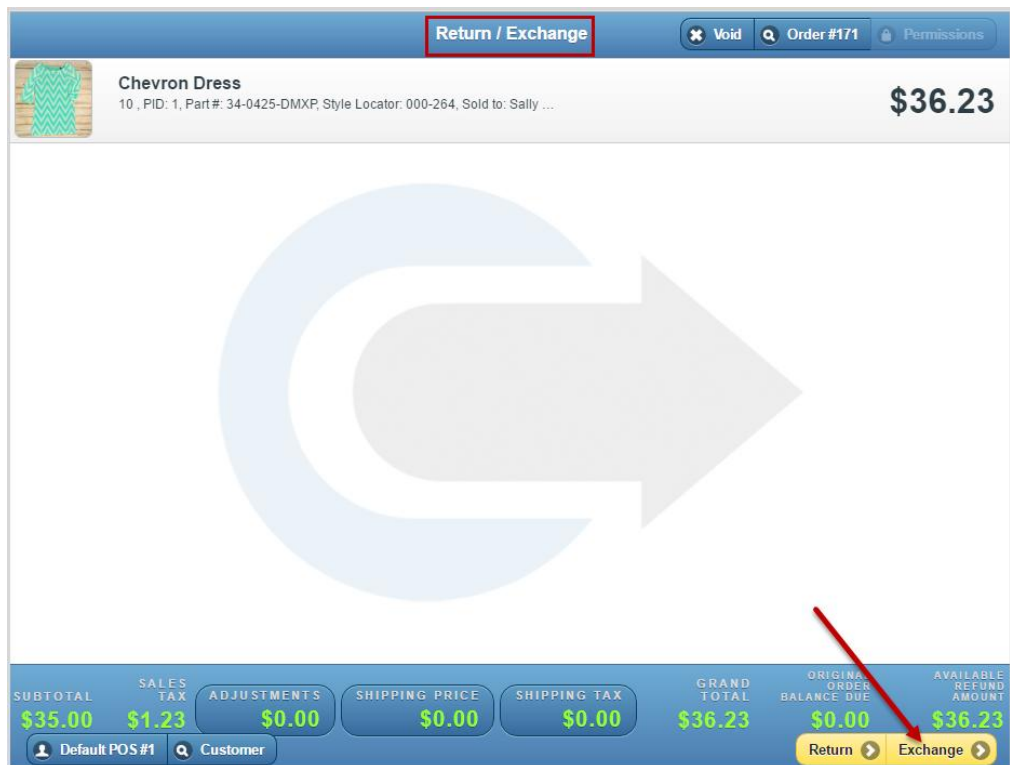 Return / Exchange
Void
Order #171
Permissions
Chevron Dress
10 , PID: 1, Part #: 34-0425-DMXP, Style Locator: 000-264, Sold to: Sally ...
$36.23
SUBTOTAL
$35.00
SALES
TAX
$1.23
ADJUSTMENTS
$0.00
SHIPPING PRICE
$0.00
SHIPPING TAX
$0.00
GRAND
TOTAL
$36.23
ORIGINAL
ORDER
BALANCE DUE
$0.00
AVAILABLE
REFUND
AMOUNT
$36.23
Default POS #1
Customer
Return
Exchange